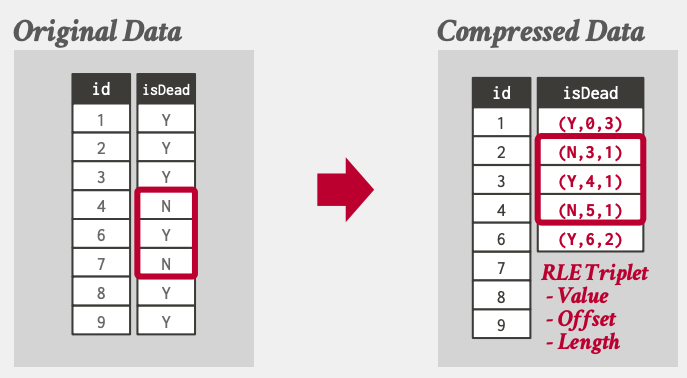 Original Data
id isDead
1 Y
2 Y
3 Y
4 N
6 Y
7 N
8 Y
9 Y
Compressed Data
id isDead
1 (Y,0,3)
2 (N,3,1)
3 (Y,4,1)
4 (N,5,1)
6 (Y,6,2)
7
8
9
RLE Triplet
- Value
- Offset
- Length